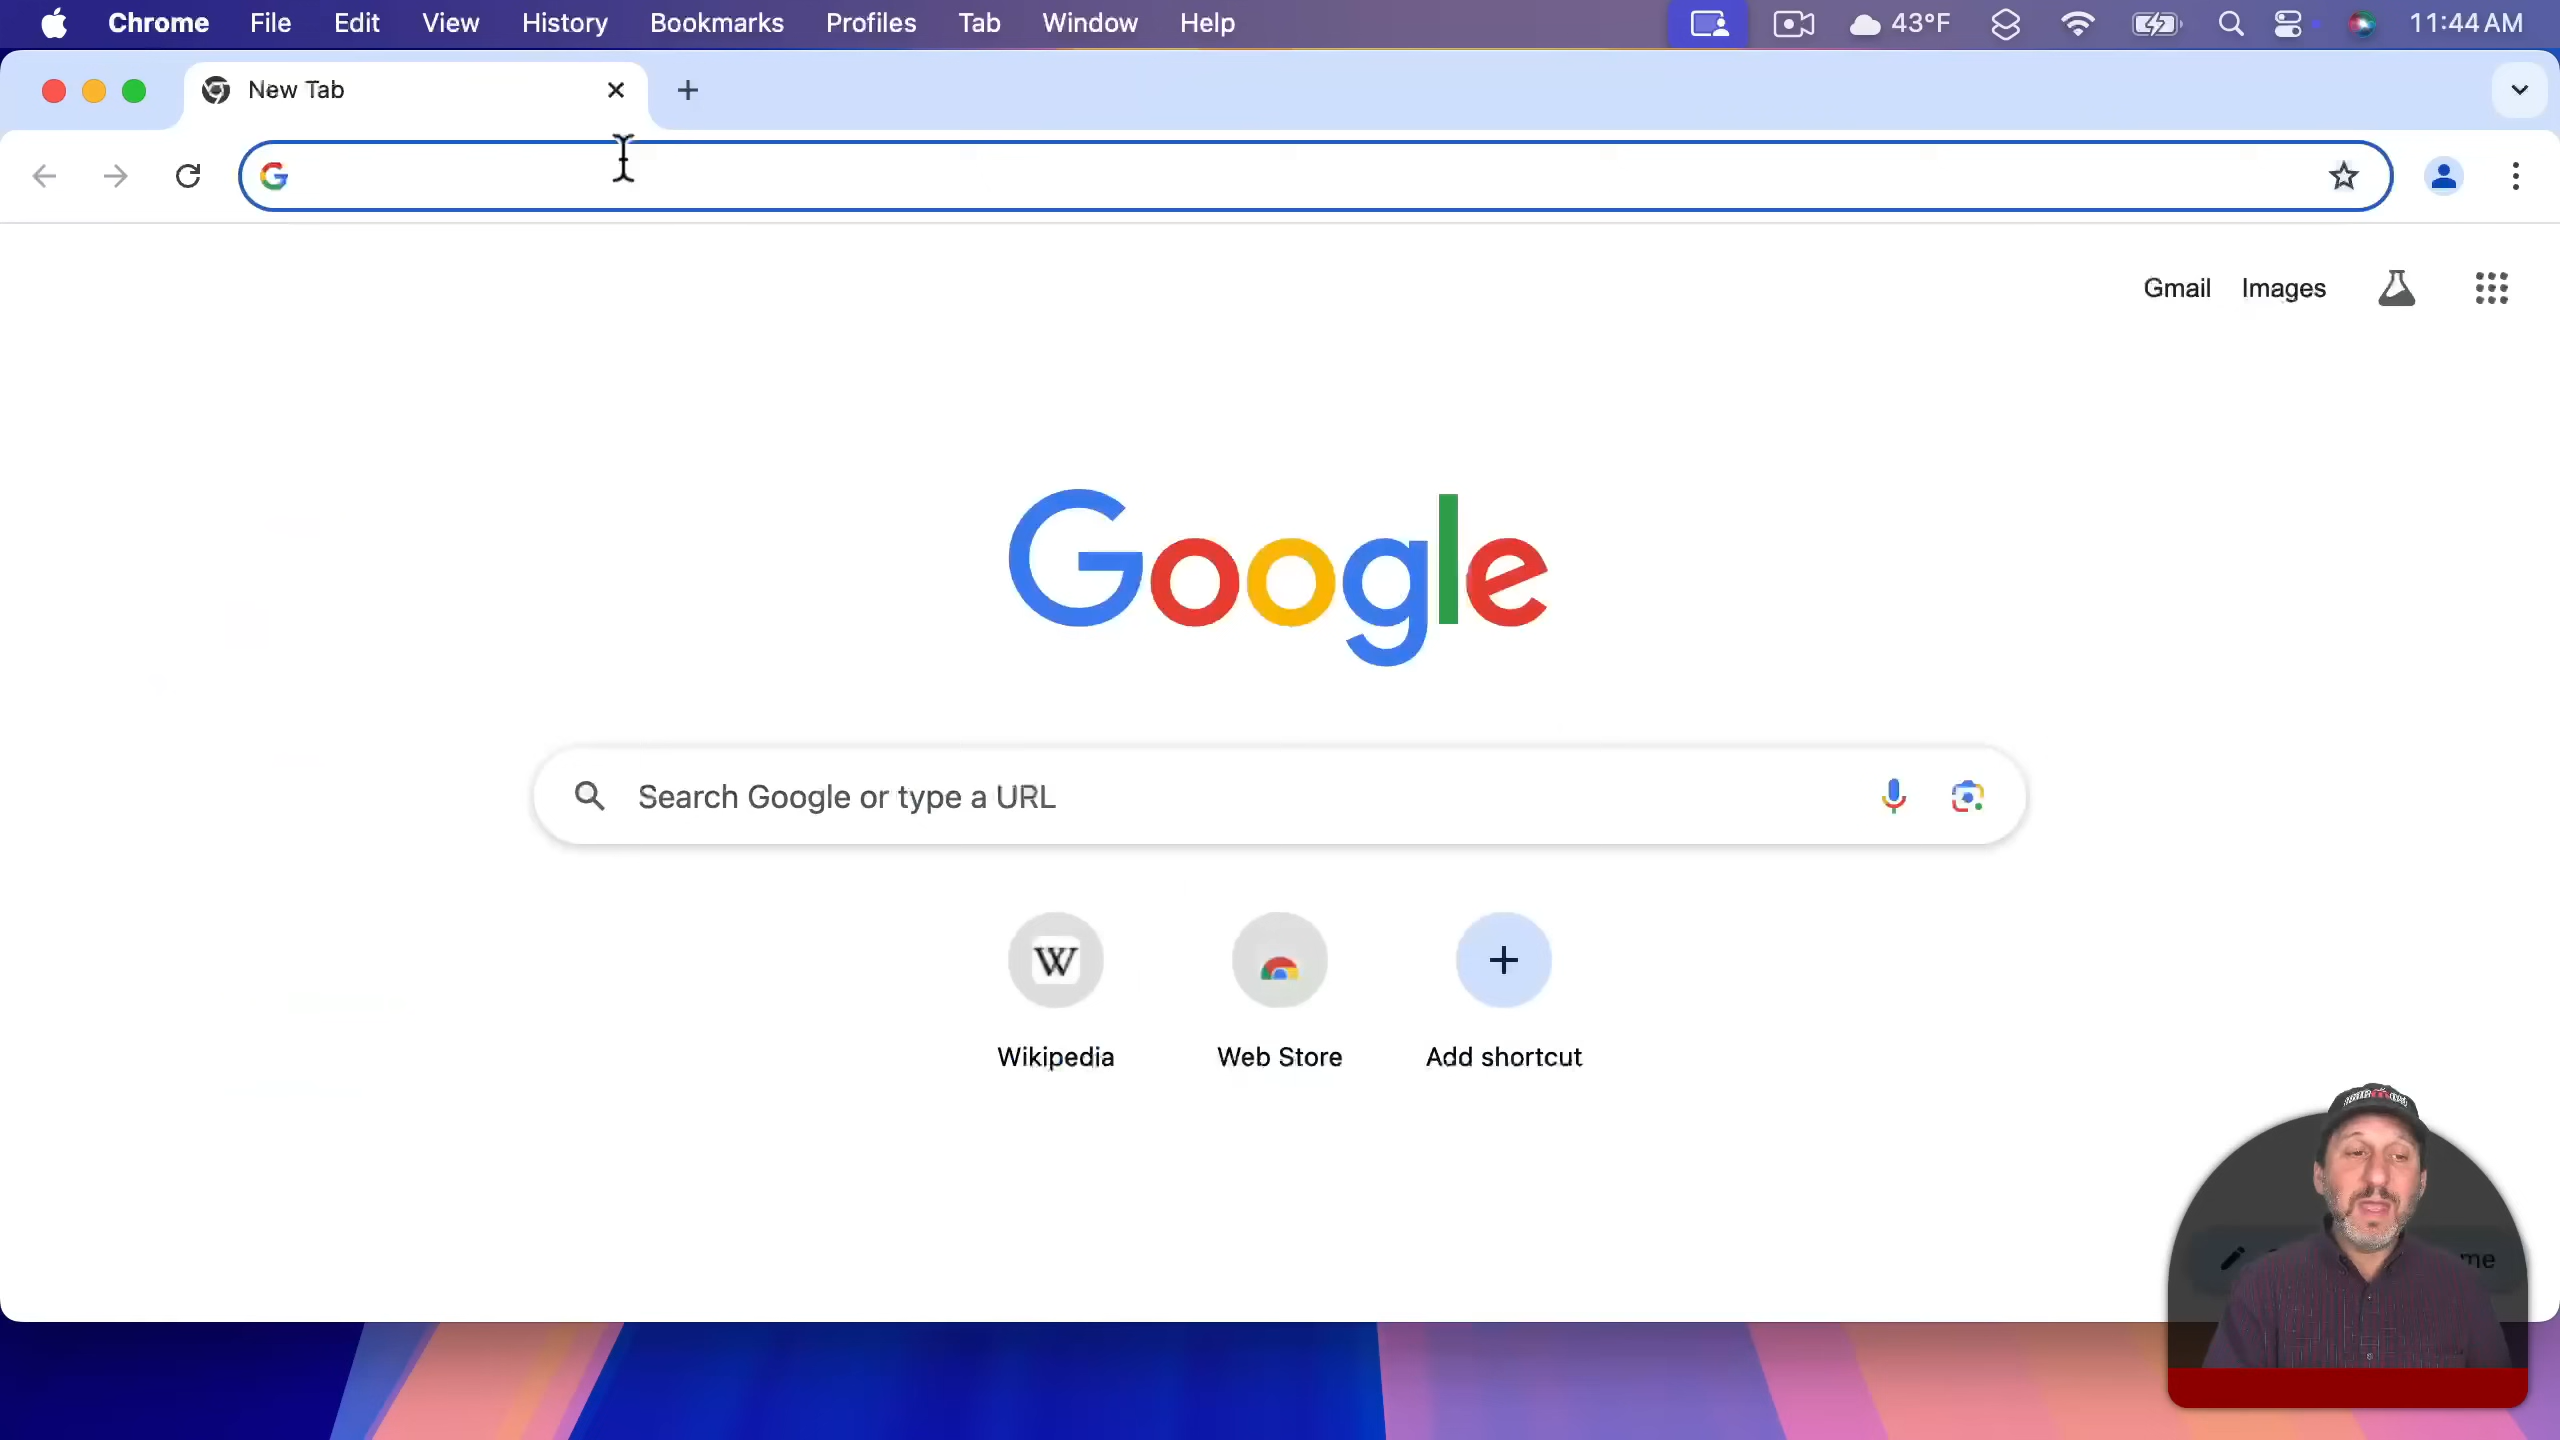 Chrome File Edit View History Bookmarks Profiles Tab Window Help 43°F 11:44 AM
New Tab
Gmail Images
Google
Search Google or type a URL
W
Wikipedia Web Store Add shortcut